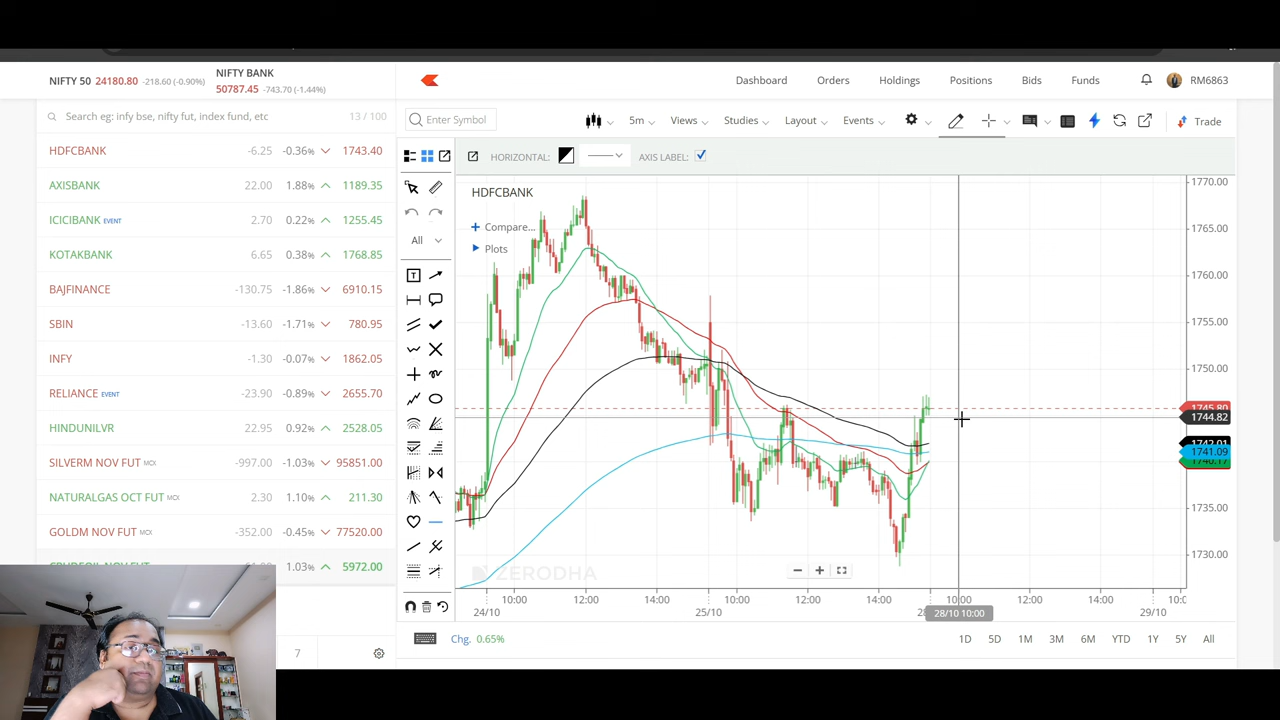 NIFTY 50 24180.80 -218.60 (-0.90%)
NIFTY BANK
50787.45 -743.70 (-1.44%)
Dashboard Orders Holdings Positions Bids Funds RM6863
Search eg: infy bse, nifty fut, index fund, etc 13 / 100
Enter Symbol
5m Views Studies Layout Events Trade
HDFCBANK -6.25 -0.36% 1743.40
AXISBANK 22.00 1.88% 1189.35
ICICIBANK EVENT 2.70 0.22% 1255.45
KOTAKBANK 6.65 0.38% 1768.85
BAJFINANCE -130.75 -1.86% 6910.15
SBIN -13.60 -1.71% 780.95
INFY -1.30 -0.07% 1862.05
RELIANCE EVENT -23.90 -0.89% 2655.70
HINDUNILVR 22.95 0.92% 2528.05
SILVERM NOV FUT MCX -997.00 -1.03% 95851.00
NATURALGAS OCT FUT MCX 2.30 1.10% 211.30
GOLDM NOV FUT MCX -352.00 -0.45% 77520.00
1.03% 5972.00
7
HORIZONTAL: AXIS LABEL:
All
T
HDFCBANK
Compare...
Plots
1770.00
1765.00
1760.00
1755.00
1750.00
1745.80
1744.82
1741.09
1735.00
1730.00
ZERODHA
24/10 10:00 12:00 14:00 25/10 10:00 12:00 14:00 10:00 12:00 14:00 29/10
28/10 10:00
Chg. 0.65%
1D 5D 1M 3M 6M YTD 1Y 5Y All